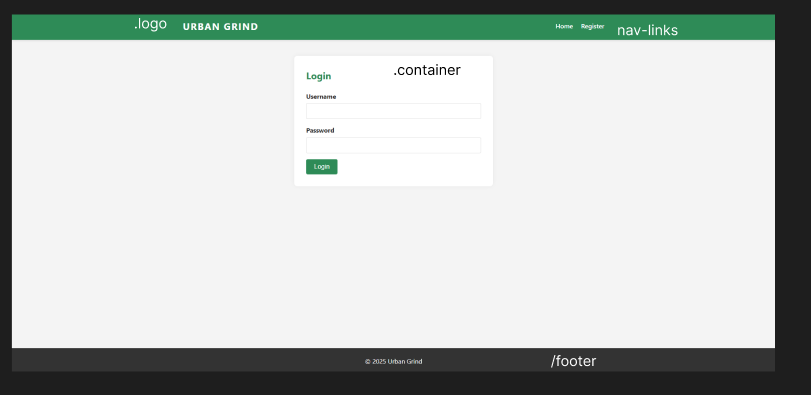 .logo URBAN GRIND Home Register nav-links
.container
Login
Username
Password
Login
© 2025 Urban Grind /footer